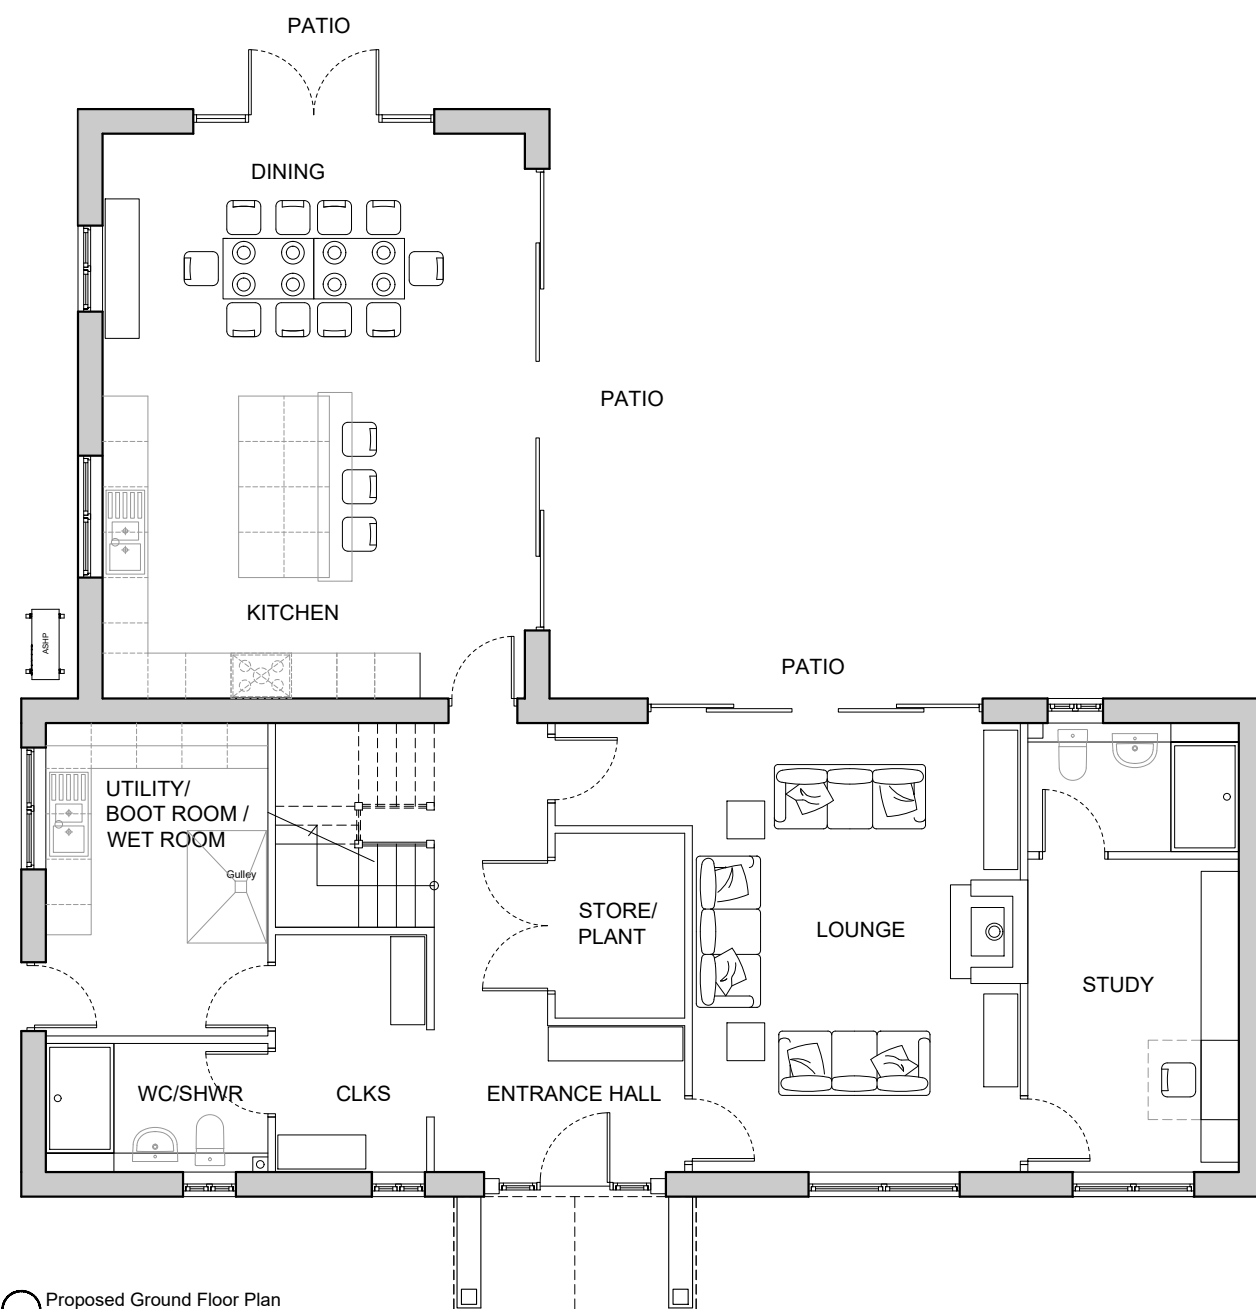 PATIO
DINING
PATIO
KITCHEN
ASHP
PATIO
UTILITY/
BOOT ROOM /
WET ROOM
Gulley
STORE/
PLANT
LOUNGE
STUDY
WC/SHWR
CLKS
ENTRANCE HALL
Proposed Ground Floor Plan